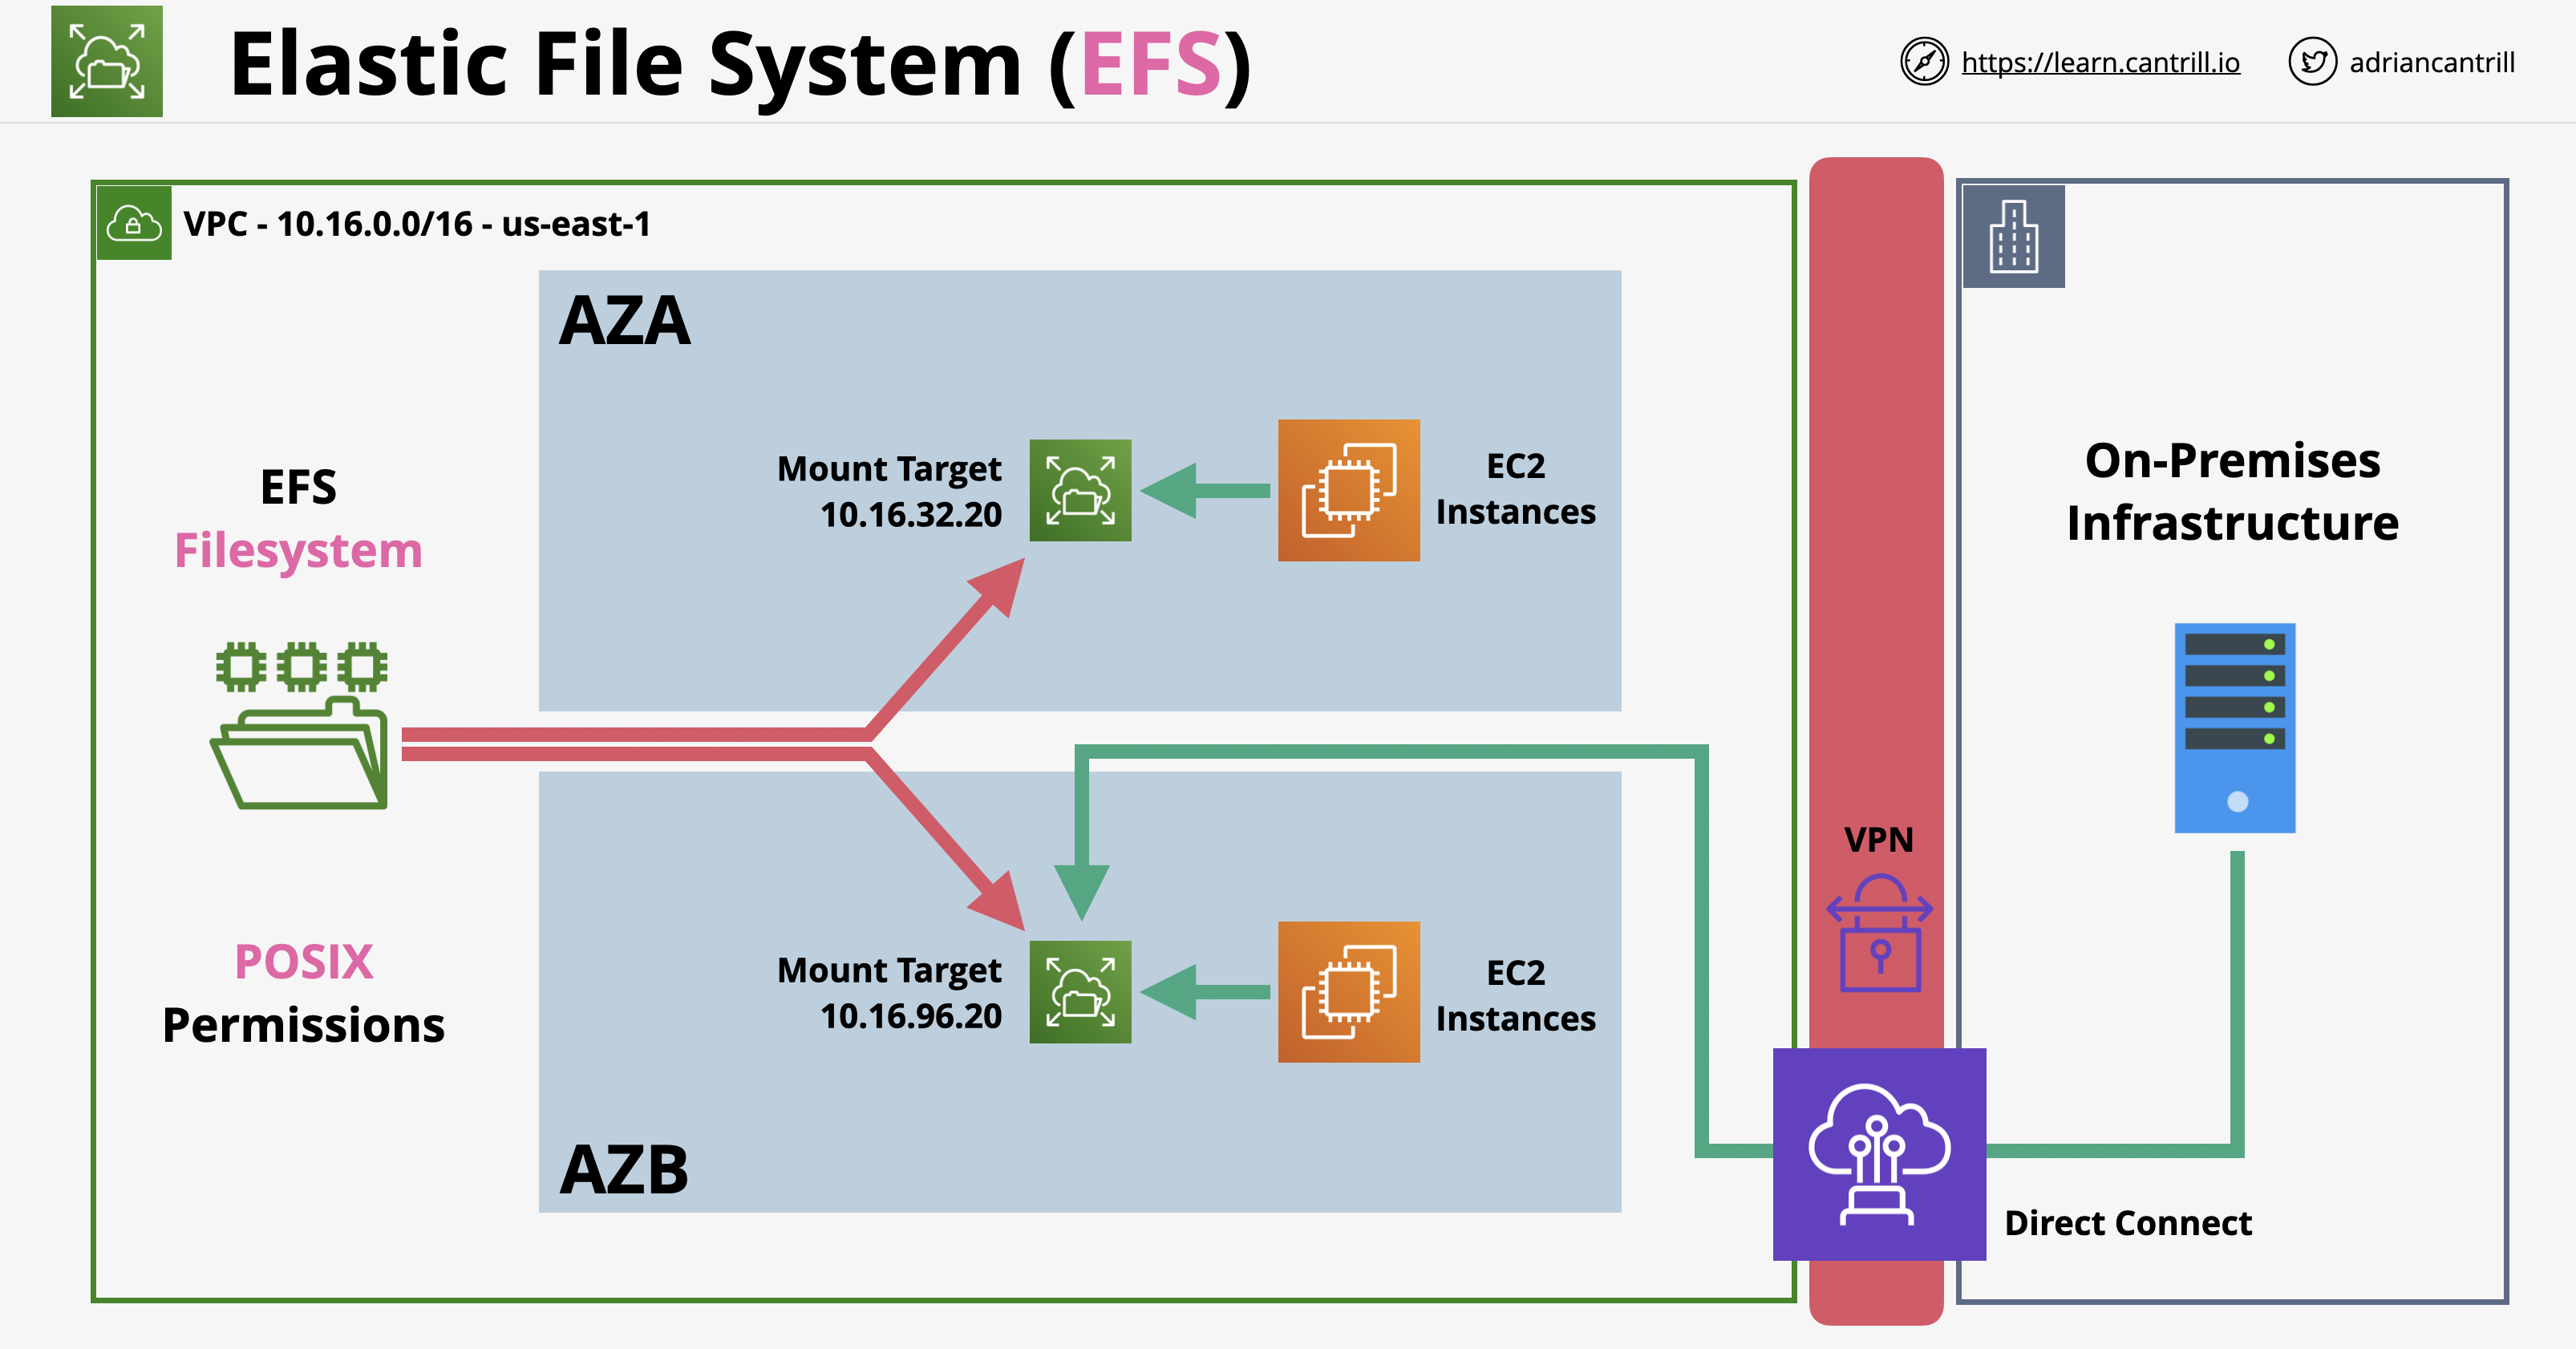 Elastic File System (EFS)
https://learn.cantrill.io
adriancantrill
VPC - 10.16.0.0/16 - us-east-1
AZA
Mount Target
10.16.32.20
EC2
Instances
EFS
Filesystem
POSIX
Permissions
Mount Target
10.16.96.20
EC2
Instances
AZB
VPN
On-Premises
Infrastructure
Direct Connect